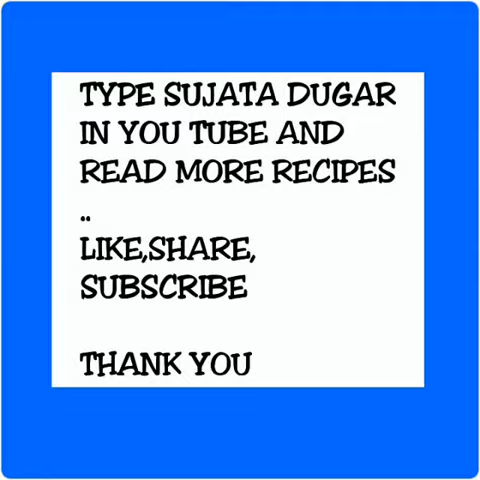 TYPE SUJATA DUGAR
IN YOU TUBE AND
READ MORE RECIPES
..
LIKE,SHARE,
SUBSCRIBE
THANK YOU